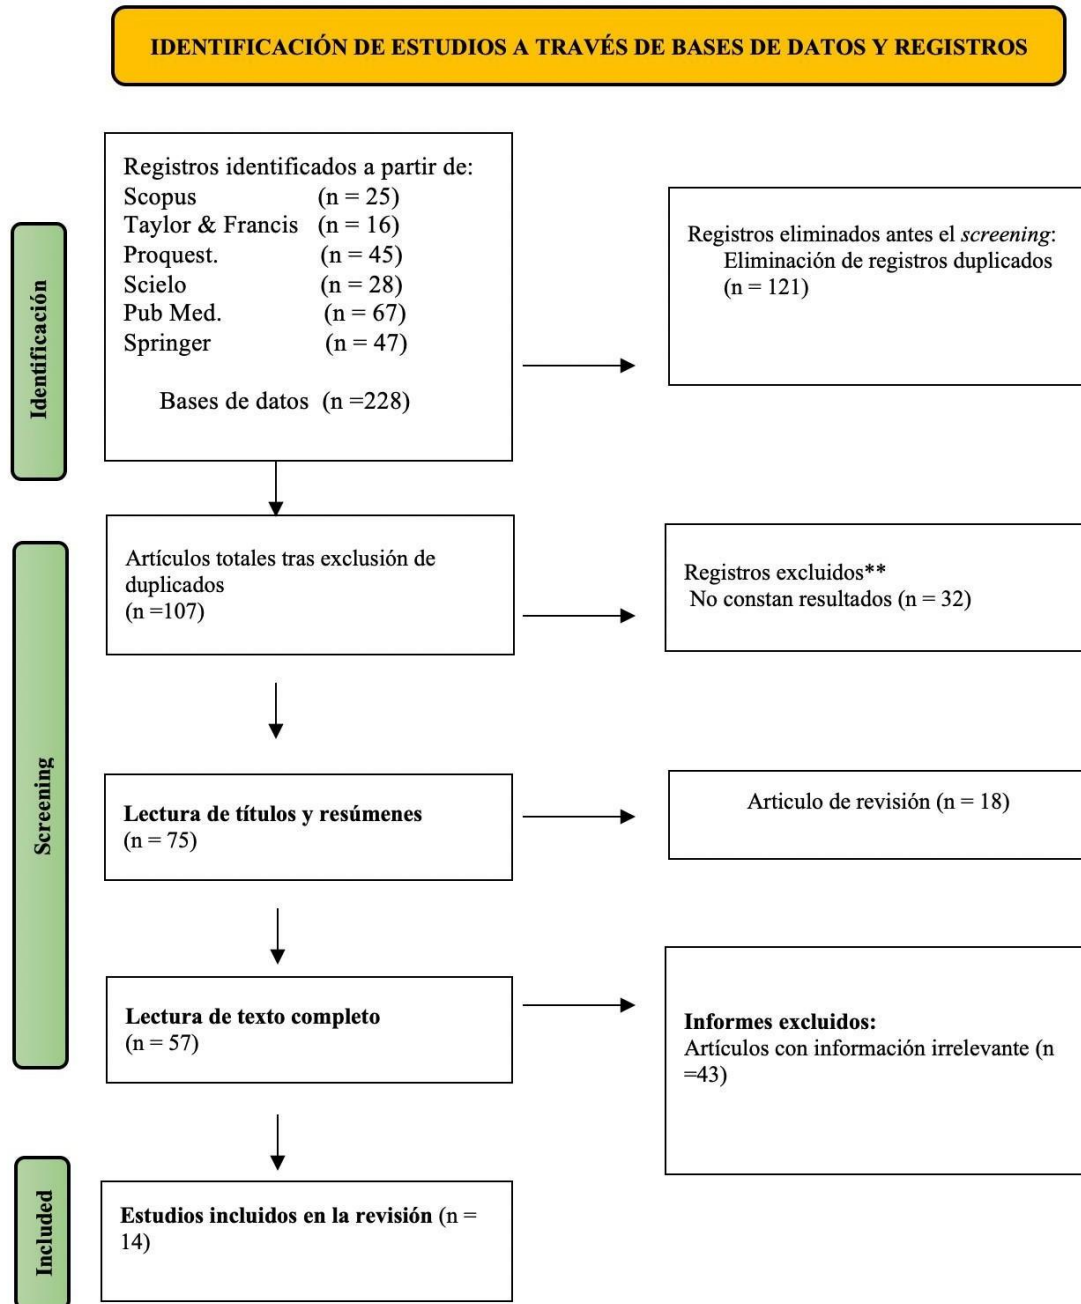 IDENTIFICACIÓN DE ESTUDIOS A TRAVÉS DE BASES DE DATOS Y REGISTROS
Identificación
Registros identificados a partir de:
Scopus (n = 25)
Taylor & Francis (n = 16)
Proquest. (n = 45)
Scielo (n = 28)
Pub Med. (n = 67)
Springer (n = 47)
Bases de datos (n =228)
Registros eliminados antes el screening:
Eliminación de registros duplicados
(n = 121)
Screening
Artículos totales tras exclusión de
duplicados
(n =107)
Registros excluidos**
No constan resultados (n = 32)
Lectura de títulos y resúmenes
(n = 75)
Articulo de revisión (n = 18)
Lectura de texto completo
(n = 57)
Informes excluidos:
Artículos con información irrelevante (n
=43)
Included
Estudios incluidos en la revisión (n =
14)